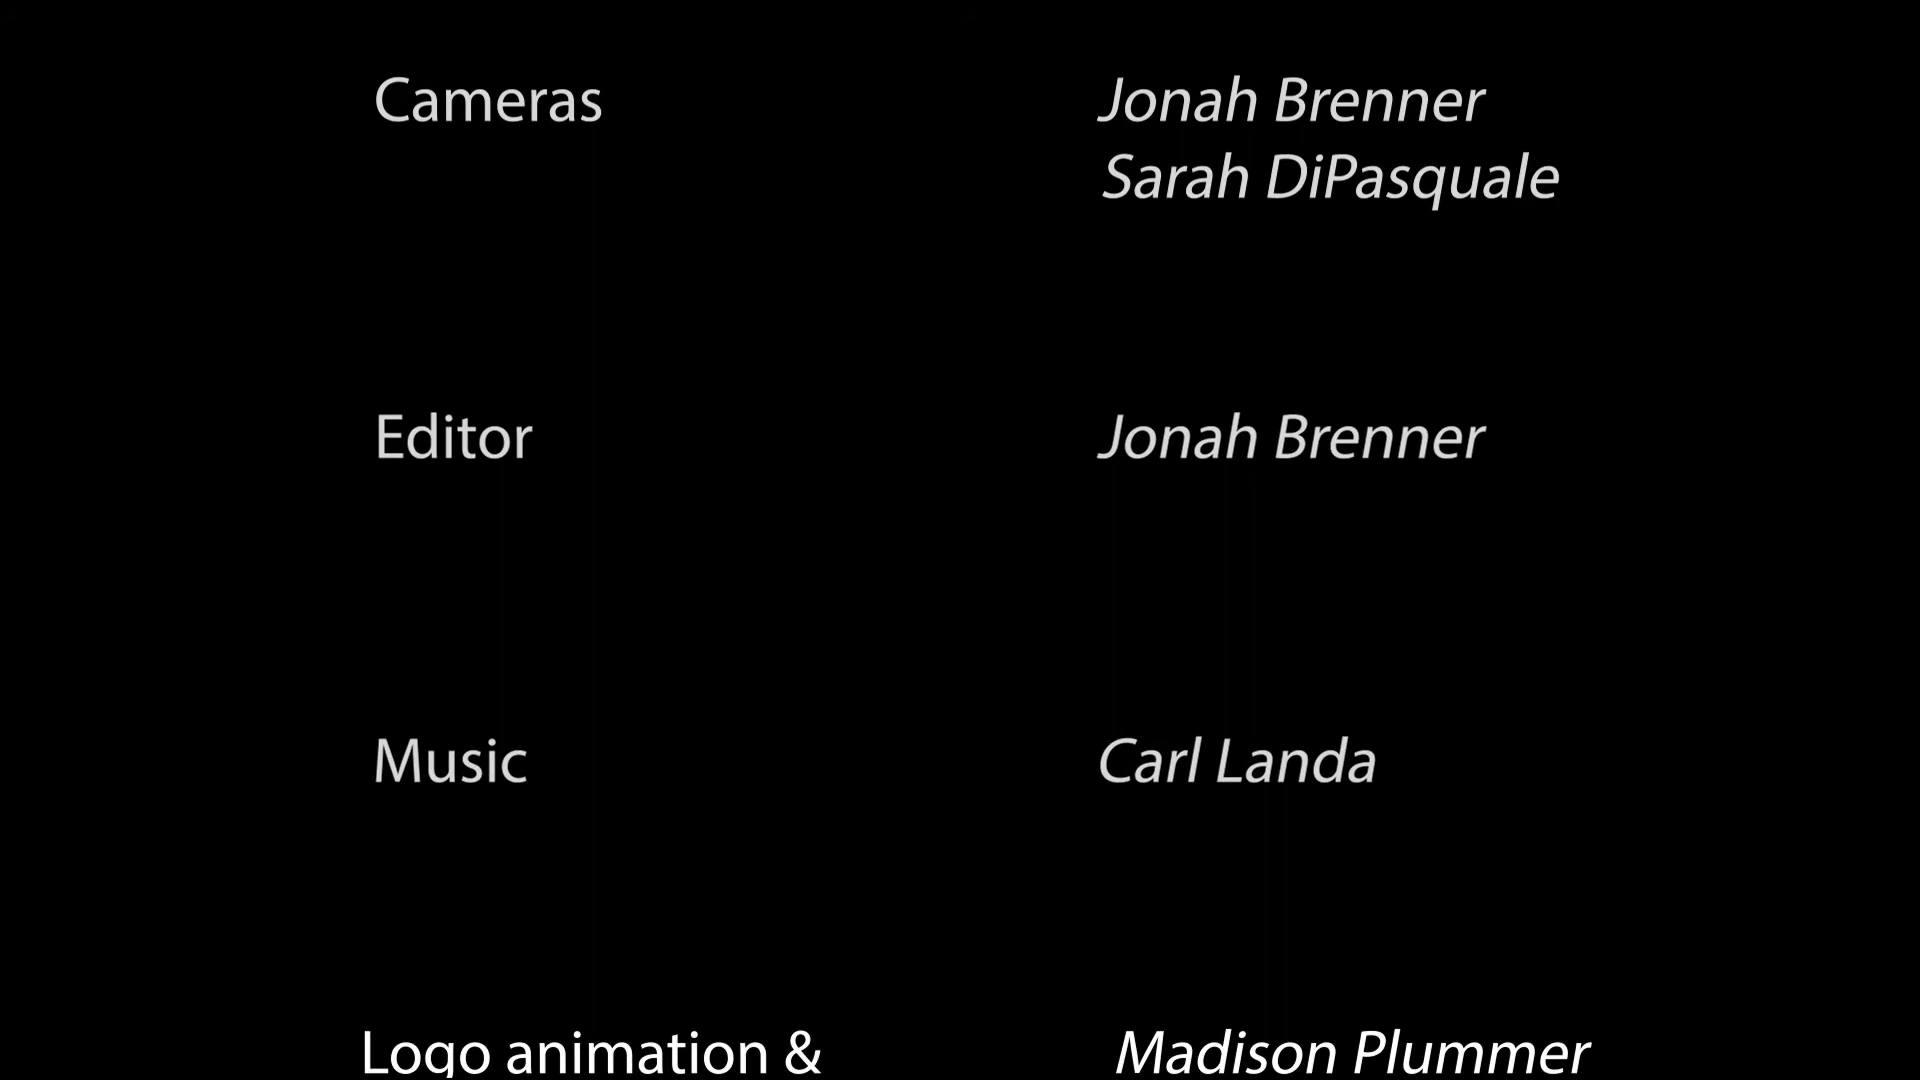 Cameras Jonah Brenner
Sarah DiPasquale
Editor Jonah Brenner
Music Carl Landa
Logo animation & Madison Plummer